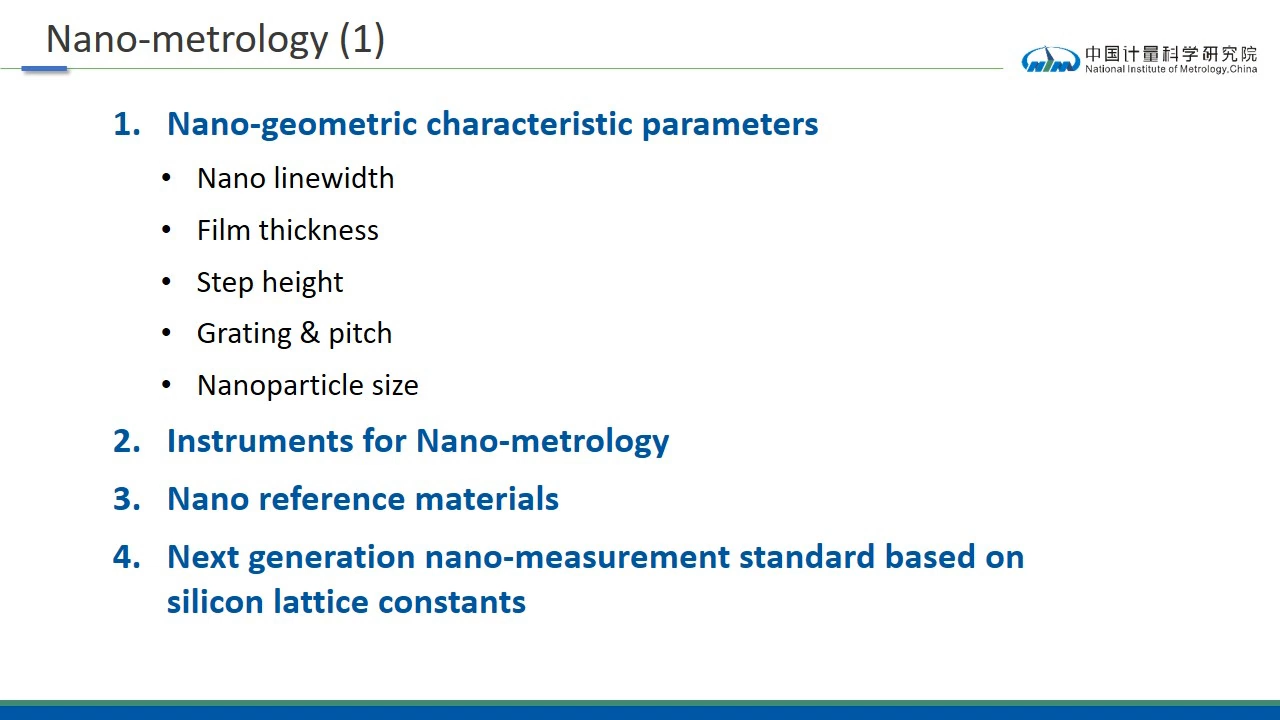 Nano-metrology (1)
NIM
中国计量科学研究院
National Institute of Metrology,China
1. Nano-geometric characteristic parameters
• Nano linewidth
• Film thickness
• Step height
• Grating & pitch
• Nanoparticle size
2. Instruments for Nano-metrology
3. Nano reference materials
4. Next generation nano-measurement standard based on
silicon lattice constants